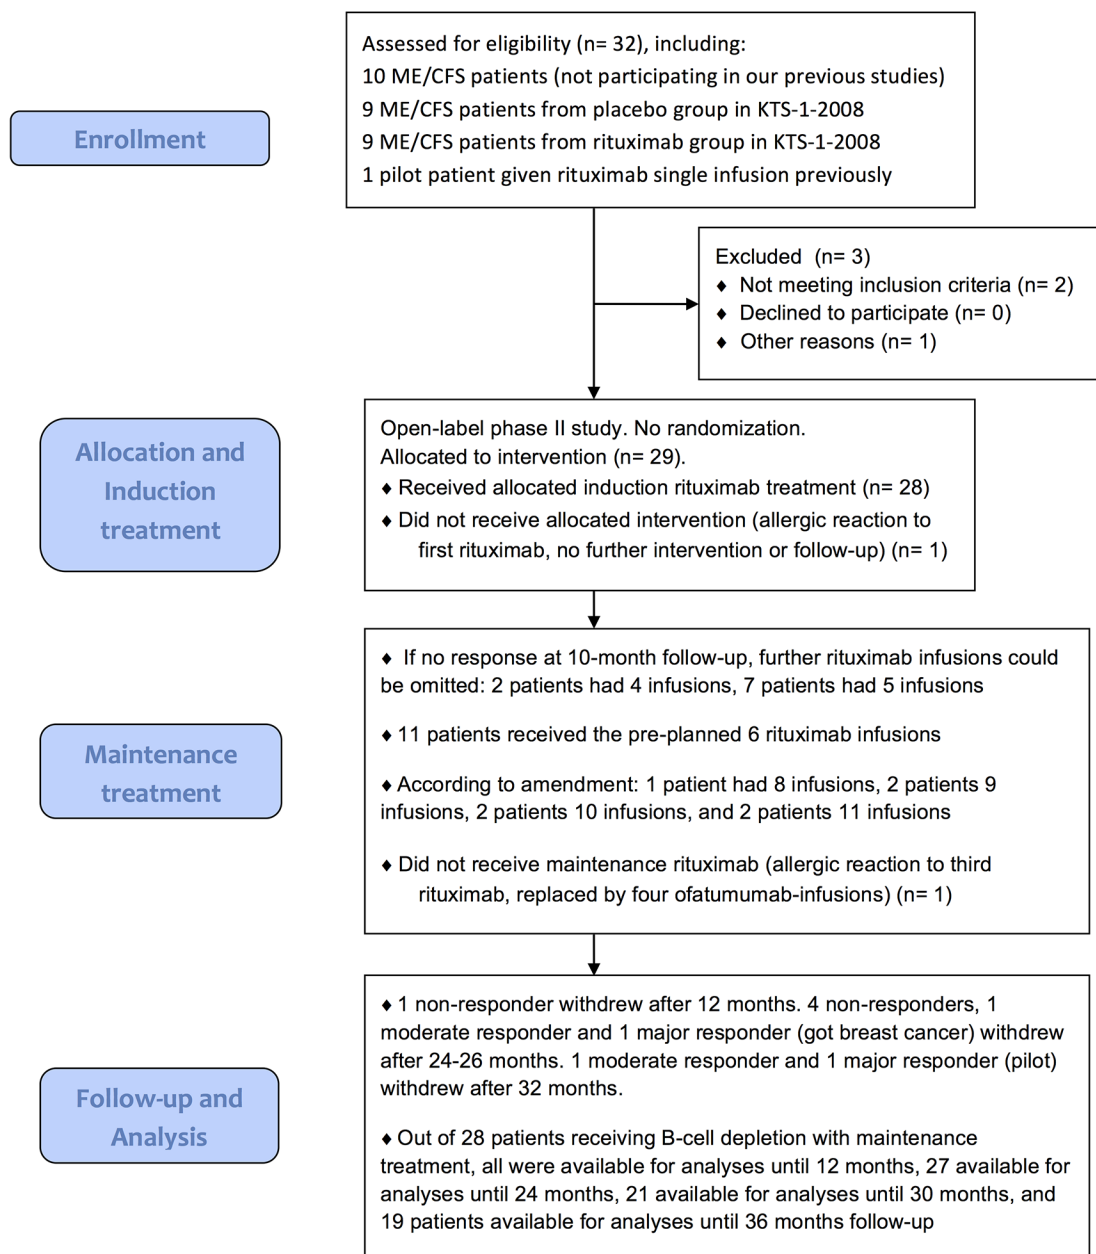 Enrollment
Assessed for eligibility (n= 32), including:
10 ME/CFS patients (not participating in our previous studies)
9 ME/CFS patients from placebo group in KTS-1-2008
9 ME/CFS patients from rituximab group in KTS-1-2008
1 pilot patient given rituximab single infusion previously
Excluded  (n= 3)
♦ Not meeting inclusion criteria (n= 2)
♦ Declined to participate (n= 0)
♦ Other reasons (n= 1)
Allocation and
Induction
treatment
Open-label phase II study. No randomization.
Allocated to intervention (n= 29).
♦ Received allocated induction rituximab treatment (n= 28)
♦ Did not receive allocated intervention (allergic reaction to
first rituximab, no further intervention or follow-up) (n= 1)
Maintenance
treatment
♦ If no response at 10-month follow-up, further rituximab infusions could
be omitted: 2 patients had 4 infusions, 7 patients had 5 infusions
♦ 11 patients received the pre-planned 6 rituximab infusions
♦ According to amendment: 1 patient had 8 infusions, 2 patients 9
infusions, 2 patients 10 infusions, and 2 patients 11 infusions
♦ Did not receive maintenance rituximab (allergic reaction to third
rituximab, replaced by four ofatumumab-infusions) (n= 1)
Follow-up and
Analysis
♦ 1 non-responder withdrew after 12 months. 4 non-responders, 1
moderate responder and 1 major responder (got breast cancer) withdrew
after 24-26 months. 1 moderate responder and 1 major responder (pilot)
withdrew after 32 months.
♦ Out of 28 patients receiving B-cell depletion with maintenance
treatment, all were available for analyses until 12 months, 27 available for
analyses until 24 months, 21 available for analyses until 30 months, and
19 patients available for analyses until 36 months follow-up